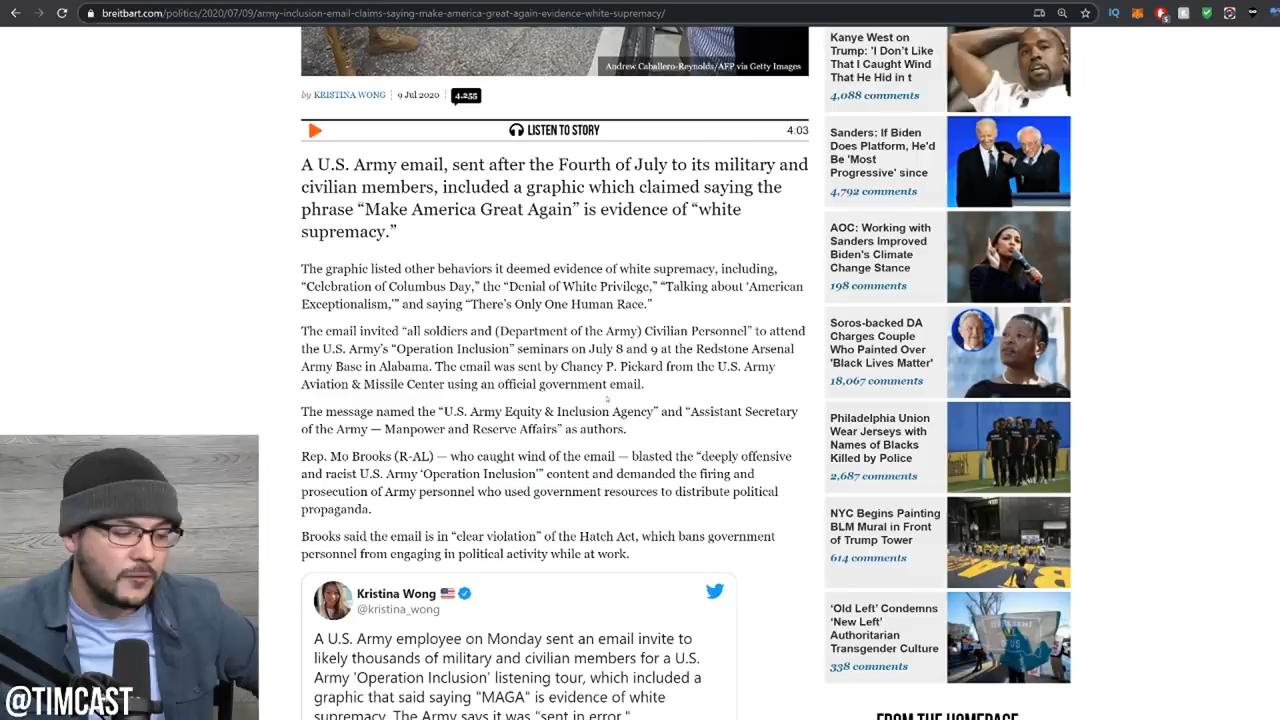 breitbart.com/politics/2020/07/09/army-inclusion-email-claims-saying-make-america-great-again-evidence-white-supremacy/
Andrew Caballero-Reynolds/AFP via Getty Images
by KRISTINA WONG
9 Jul 2020
4,255
LISTEN TO STORY
4:03
A U.S. Army email, sent after the Fourth of July to its military and
civilian members, included a graphic which claimed saying the
phrase “Make America Great Again” is evidence of “white
supremacy.”
The graphic listed other behaviors it deemed evidence of white supremacy, including,
“Celebration of Columbus Day,” the “Denial of White Privilege,” “Talking about ‘American
Exceptionalism,’” and saying “There’s Only One Human Race.”
The email invited “all soldiers and (Department of the Army) Civilian Personnel” to attend
the U.S. Army’s “Operation Inclusion” seminars on July 8 and 9 at the Redstone Arsenal
Army Base in Alabama. The email was sent by Chancy P. Pickard from the U.S. Army
Aviation & Missile Center using an official government email.
The message named the “U.S. Army Equity & Inclusion Agency” and “Assistant Secretary
of the Army — Manpower and Reserve Affairs” as authors.
Rep. Mo Brooks (R-AL) — who caught wind of the email — blasted the “deeply offensive
and racist U.S. Army ‘Operation Inclusion’” content and demanded the firing and
prosecution of Army personnel who used government resources to distribute political
propaganda.
Brooks said the email is in “clear violation” of the Hatch Act, which bans government
personnel from engaging in political activity while at work.
Kristina Wong
@kristina_wong
A U.S. Army employee on Monday sent an email invite to
likely thousands of military and civilian members for a U.S.
Army 'Operation Inclusion' listening tour, which included a
graphic that said saying "MAGA" is evidence of white
supremacy. The Army says it was "sent in error."
Kanye West on
Trump: 'I Don't Like
That I Caught Wind
That He Hid in t
4,088 comments
Sanders: If Biden
Does Platform, He'd
Be 'Most
Progressive' since
4,792 comments
AOC: Working with
Sanders Improved
Biden's Climate
Change Stance
198 comments
Soros-backed DA
Charges Couple
Who Painted Over
'Black Lives Matter'
18,067 comments
Philadelphia Union
Wear Jerseys with
Names of Blacks
Killed by Police
2,687 comments
NYC Begins Painting
BLM Mural in Front
of Trump Tower
614 comments
‘Old Left’ Condemns
‘New Left’
Authoritarian
Transgender Culture
338 comments
FROM THE HOMEPAGE
@TIMCAST